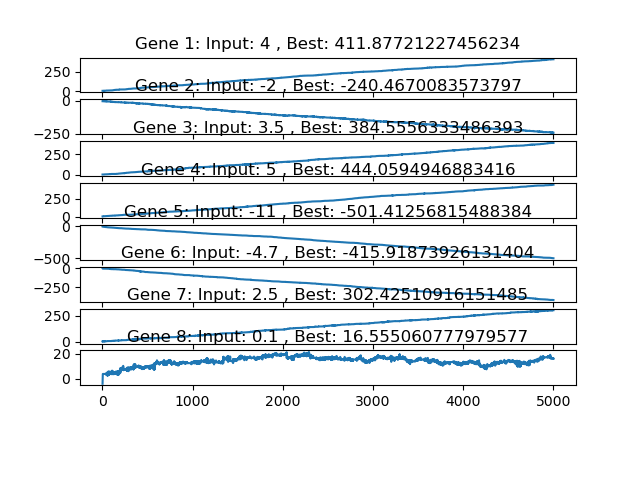 Gene 1: Input: 4 , Best: 411.87721227456234
250
0
Gene 2: Input: -2 , Best: -240.4670083573797
0
−250
Gene 3: Input: 3.5 , Best: 384.5556333486393
250
0
Gene 4: Input: 5 , Best: 444.0594946883416
250
0
Gene 5: Input: -11 , Best: -501.41256815488384
0
−500
Gene 6: Input: -4.7 , Best: -415.91873926131404
0
−250
Gene 7: Input: 2.5 , Best: 302.42510916151485
250
0
Gene 8: Input: 0.1 , Best: 16.555060777979577
20
0
0 1000 2000 3000 4000 5000